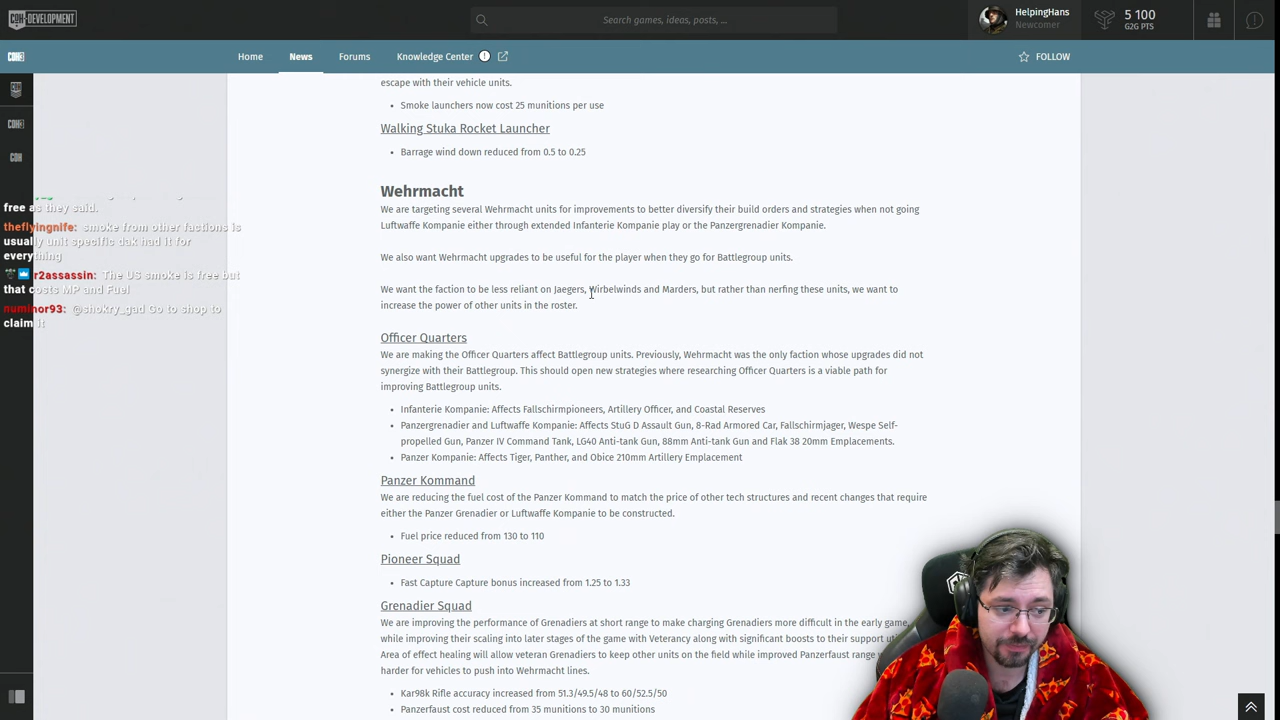 COH-DEVELOPMENT
Search games, ideas, posts, ...
HelpingHans
Newcomer
5 100
G2G PTS
Home
News
Forums
Knowledge Center
FOLLOW
escape with their vehicle units.
Smoke launchers now cost 25 munitions per use
Walking Stuka Rocket Launcher
Barrage wind down reduced from 0.5 to 0.25
free as they said.
theflyingnife: smoke from other factions is
usually unit specific dak had it for
everything
r2assassin: The US smoke is free but
that costs MP and Fuel
numinor93: @shokry_gad Go to shop to
claim it
Wehrmacht
We are targeting several Wehrmacht units for improvements to better diversify their build orders and strategies when not going
Luftwaffe Kompanie either through extended Infanterie Kompanie play or the Panzergrenadier Kompanie.
We also want Wehrmacht upgrades to be useful for the player when they go for Battlegroup units.
We want the faction to be less reliant on Jaegers, Wirbelwinds and Marders, but rather than nerfing these units, we want to
increase the power of other units in the roster.
Officer Quarters
We are making the Officer Quarters affect Battlegroup units. Previously, Wehrmacht was the only faction whose upgrades did not
synergize with their Battlegroup. This should open new strategies where researching Officer Quarters is a viable path for
improving Battlegroup units.
Infanterie Kompanie: Affects Fallschirmpioneers, Artillery Officer, and Coastal Reserves
Panzergrenadier and Luftwaffe Kompanie: Affects StuG D Assault Gun, 8-Rad Armored Car, Fallschirmjager, Wespe Self-
propelled Gun, Panzer IV Command Tank, LG40 Anti-tank Gun, 88mm Anti-tank Gun and Flak 38 20mm Emplacements.
Panzer Kompanie: Affects Tiger, Panther, and Obice 210mm Artillery Emplacement
Panzer Kommand
We are reducing the fuel cost of the Panzer Kommand to match the price of other tech structures and recent changes that require
either the Panzer Grenadier or Luftwaffe Kompanie to be constructed.
Fuel price reduced from 130 to 110
Pioneer Squad
Fast Capture Capture bonus increased from 1.25 to 1.33
Grenadier Squad
We are improving the performance of Grenadiers at short range to make charging Grenadiers more difficult in the early game,
while improving their scaling into later stages of the game with Veterancy along with significant boosts to their support
Area of effect healing will allow veteran Grenadiers to keep other units on the field while improved Panzerfaust range
harder for vehicles to push into Wehrmacht lines.
Kar98k Rifle accuracy increased from 51.3/49.5/48 to 60/52.5/50
Panzerfaust cost reduced from 35 munitions to 30 munitions